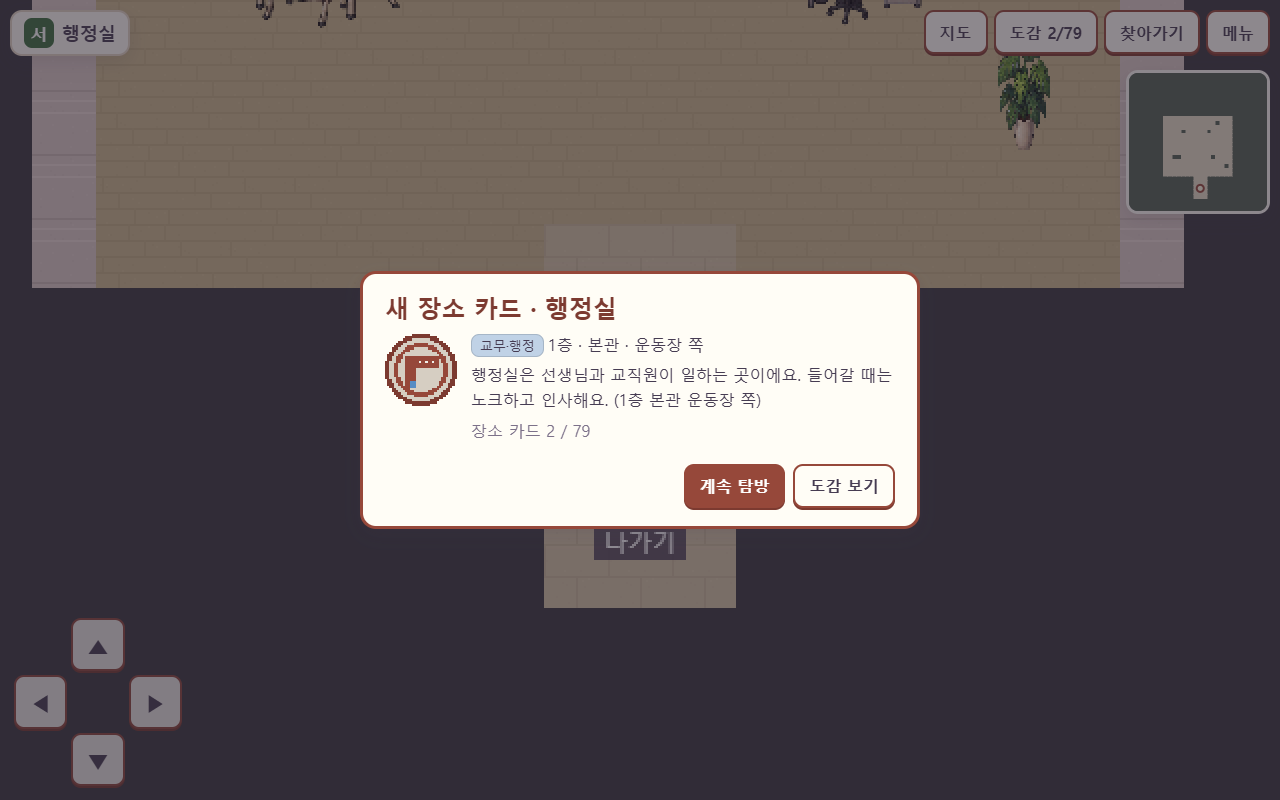 서 행정실
지도
도감 2/79
찾아가기
메뉴
새 장소 카드 · 행정실
교무·행정 1층 · 본관 · 운동장 쪽
행정실은 선생님과 교직원이 일하는 곳이에요. 들어갈 때는
노크하고 인사해요. (1층 본관 운동장 쪽)
장소 카드 2 / 79
계속 탐방
도감 보기
나가기